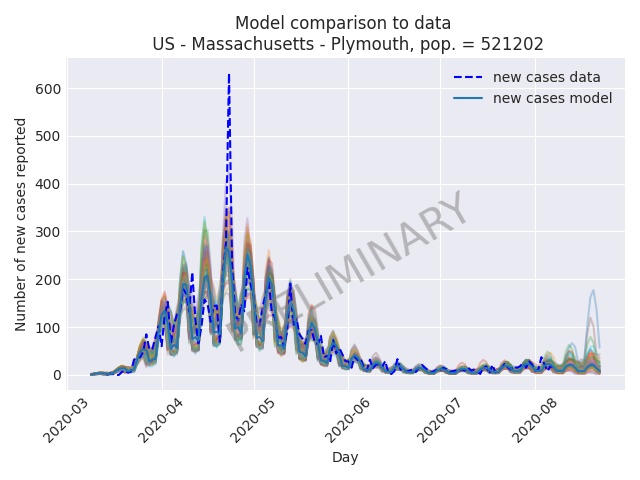 Model comparison to data
US - Massachusetts - Plymouth, pop. = 521202
new cases data
new cases model
PRELIMINARY
Number of new cases reported
600
500
400
300
200
100
0
2020-03
2020-04
2020-05
2020-06
2020-07
2020-08
Day